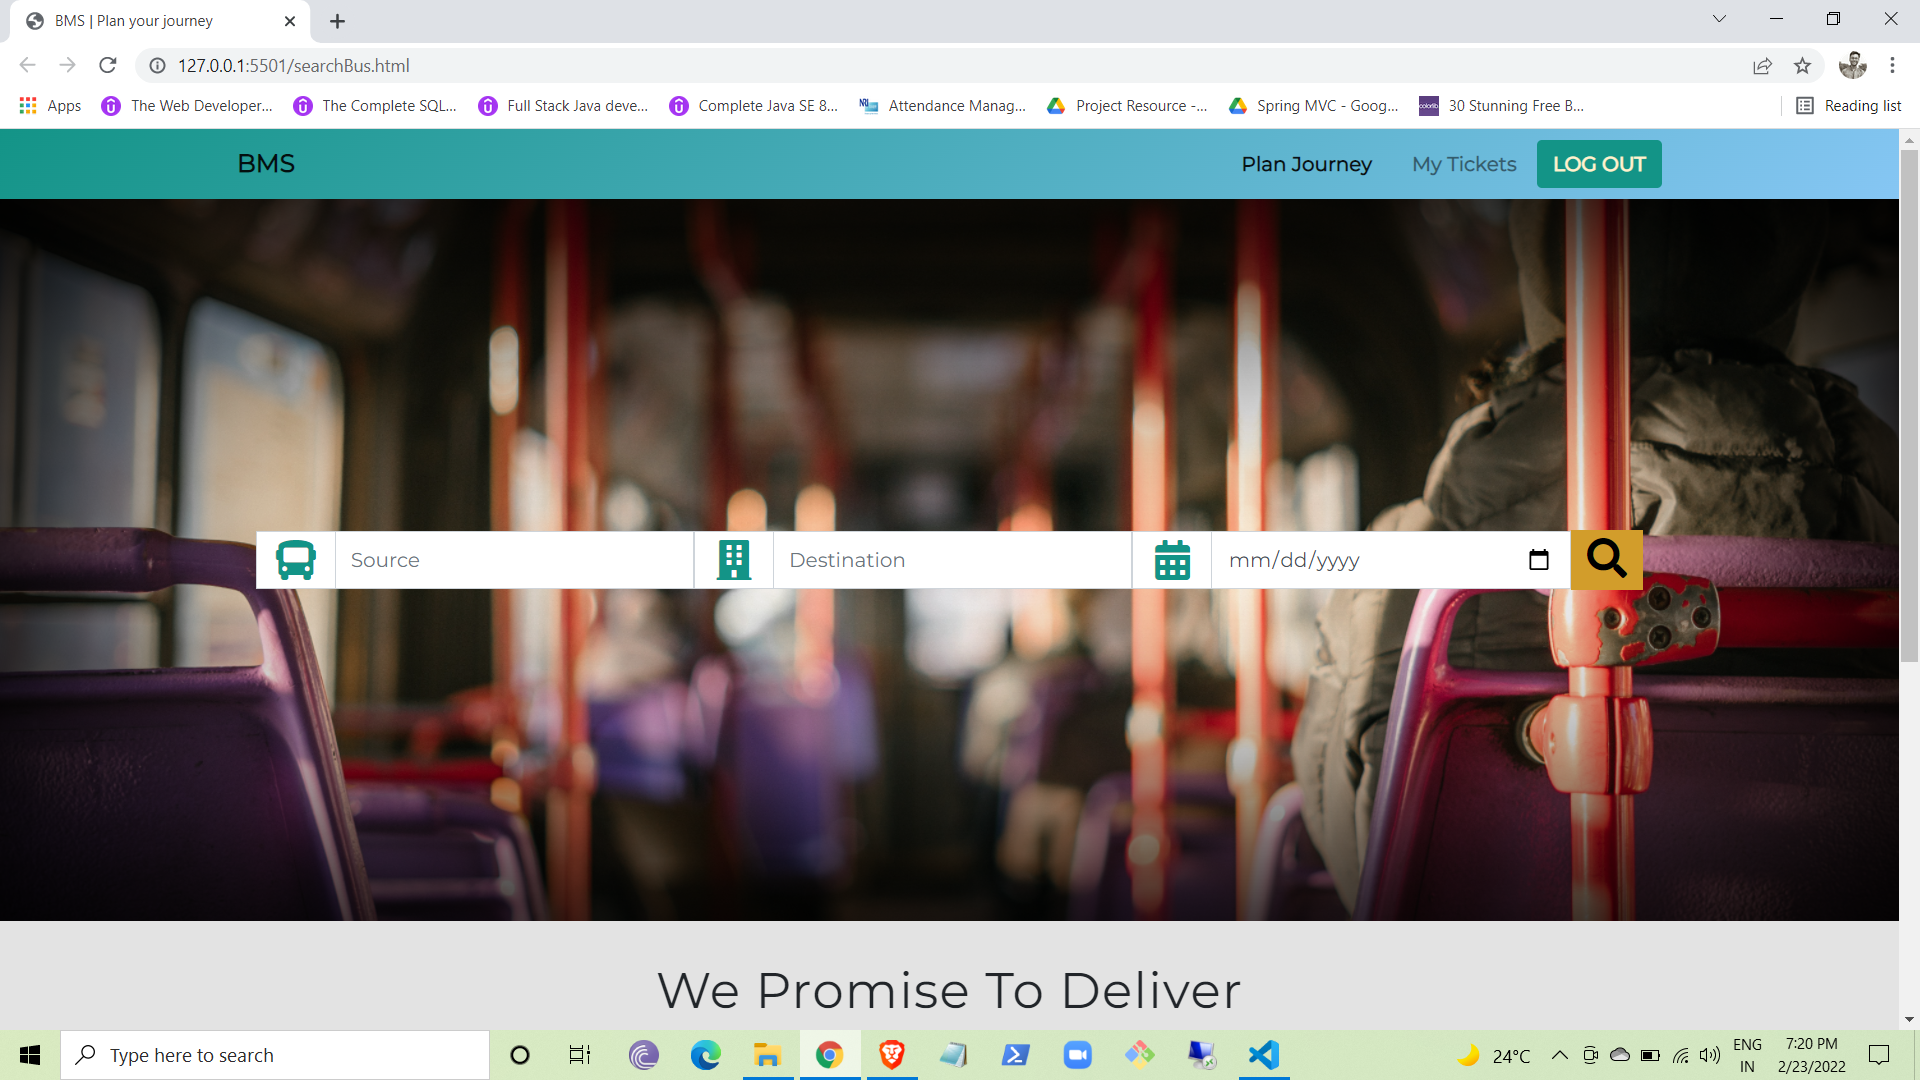 BMS | Plan your journey
127.0.0.1:5501/searchBus.html
Apps
The Web Developer...
The Complete SQL...
Full Stack Java deve...
Complete Java SE 8...
NRI
Attendance Manag...
Project Resource -...
Spring MVC - Goog...
colorlib
30 Stunning Free B...
Reading list
BMS
Plan Journey
My Tickets
LOG OUT
Source
Destination
mm/dd/yyyy
We Promise To Deliver
Type here to search
24°C
ENG
IN
7:20 PM
2/23/2022